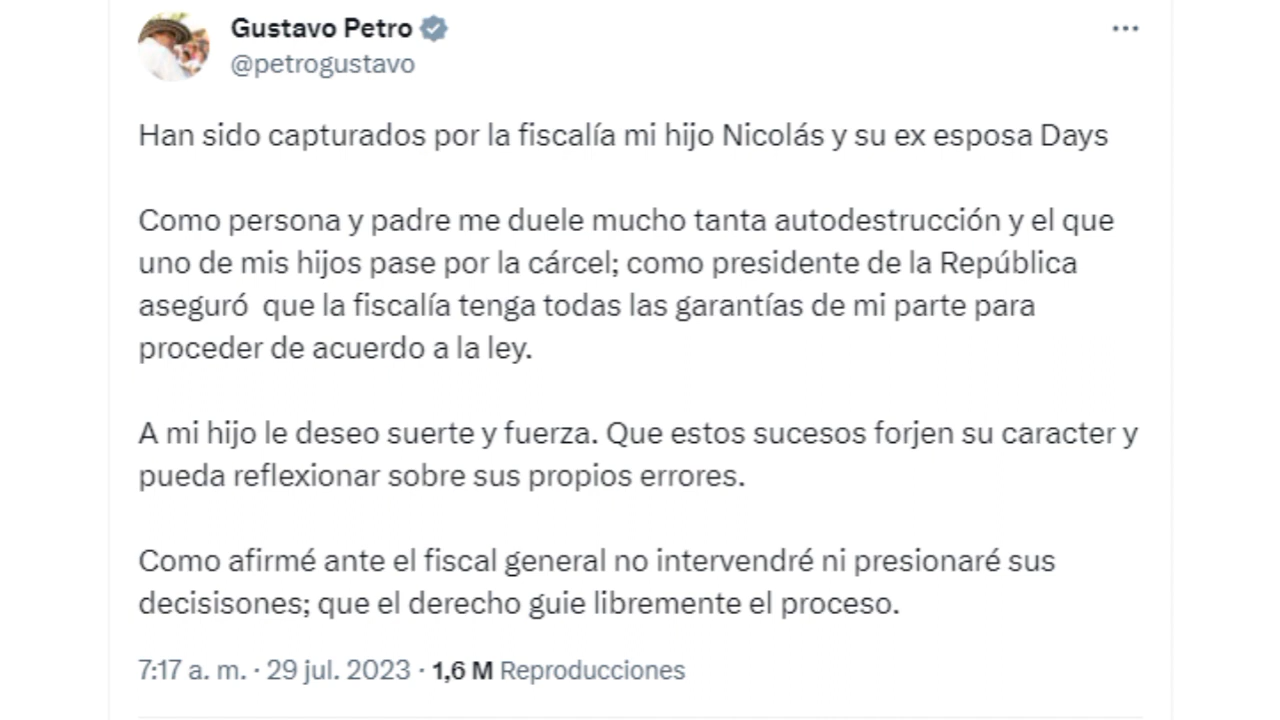 Gustavo Petro
@petrogustavo
Han sido capturados por la fiscalía mi hijo Nicolás y su ex esposa Days
Como persona y padre me duele mucho tanta autodestrucción y el que
uno de mis hijos pase por la cárcel; como presidente de la República
aseguró  que la fiscalía tenga todas las garantías de mi parte para
proceder de acuerdo a la ley.
A mi hijo le deseo suerte y fuerza. Que estos sucesos forjen su caracter y
pueda reflexionar sobre sus propios errores.
Como afirmé ante el fiscal general no intervendré ni presionaré sus
decisisones; que el derecho guie libremente el proceso.
7:17 a. m. · 29 jul. 2023 · 1,6 M Reproducciones